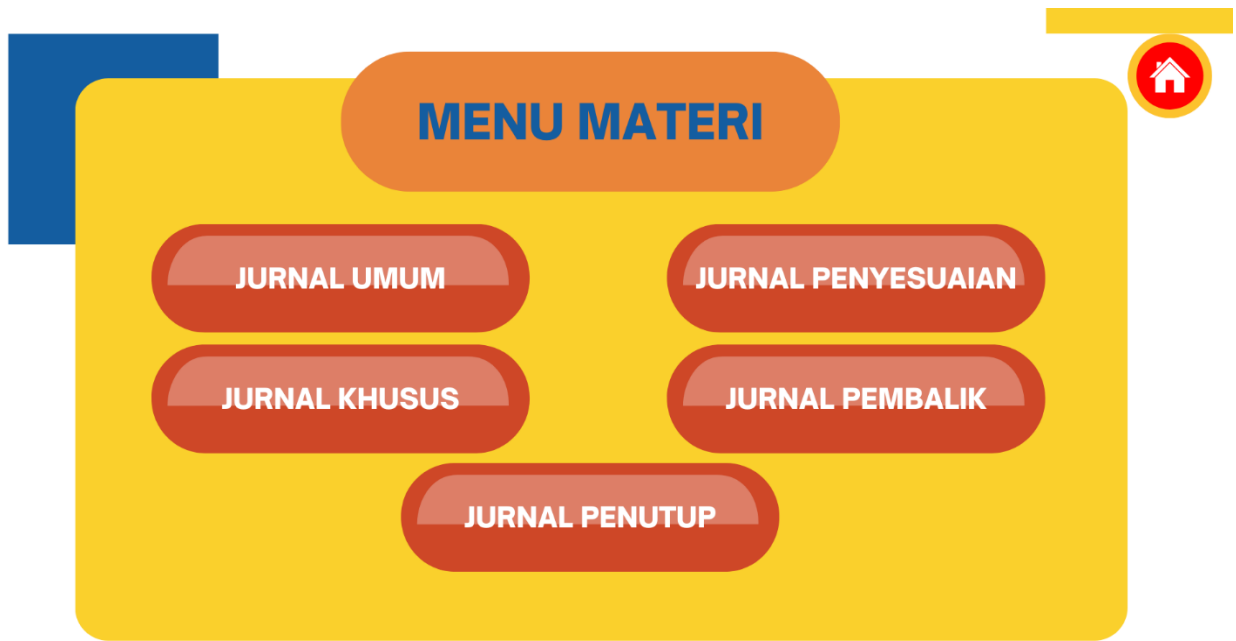 MENU MATERI
JURNAL UMUM
JURNAL PENYESUAIAN
JURNAL KHUSUS
JURNAL PEMBALIK
JURNAL PENUTUP